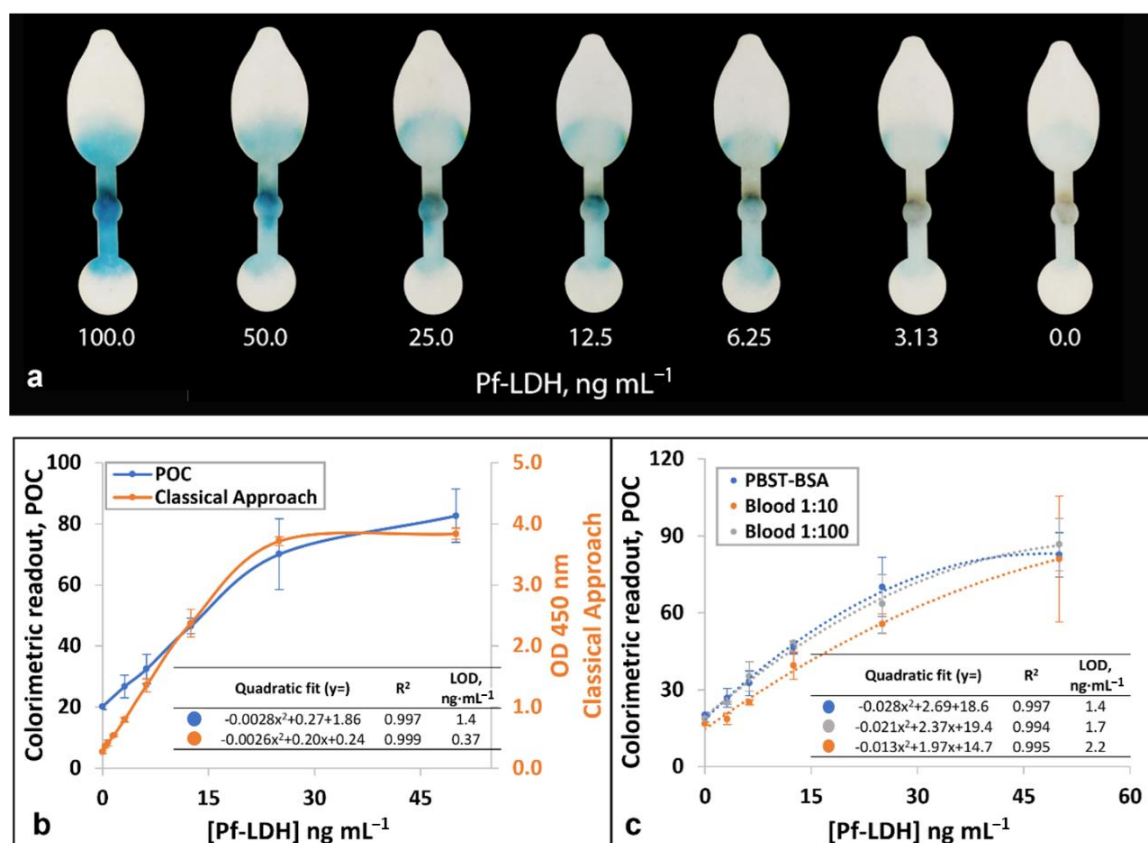 100.0 50.0 25.0 12.5 6.25 3.13 0.0
a
Pf-LDH, ng mL⁻¹
100
80
60
40
20
0
Colorimetric readout, POC
POC
Classical Approach
5.0
4.0
3.0
2.0
1.0
0.0
OD 450 nm
Classical Approach
Quadratic fit (y=) R² LOD, ng·mL⁻¹
-0.0028x²+0.27+1.86 0.997 1.4
-0.0026x²+0.20x+0.24 0.999 0.37
0 15 30 45
b
[Pf-LDH] ng mL⁻¹
120
90
60
30
0
Colorimetric readout, POC
PBST-BSA
Blood 1:10
Blood 1:100
Quadratic fit (y=) R² LOD, ng·mL⁻¹
-0.028x²+2.69+18.6 0.997 1.4
-0.021x²+2.37x+19.4 0.994 1.7
-0.013x²+1.97x+14.7 0.995 2.2
0 15 30 45 60
c
[Pf-LDH] ng mL⁻¹